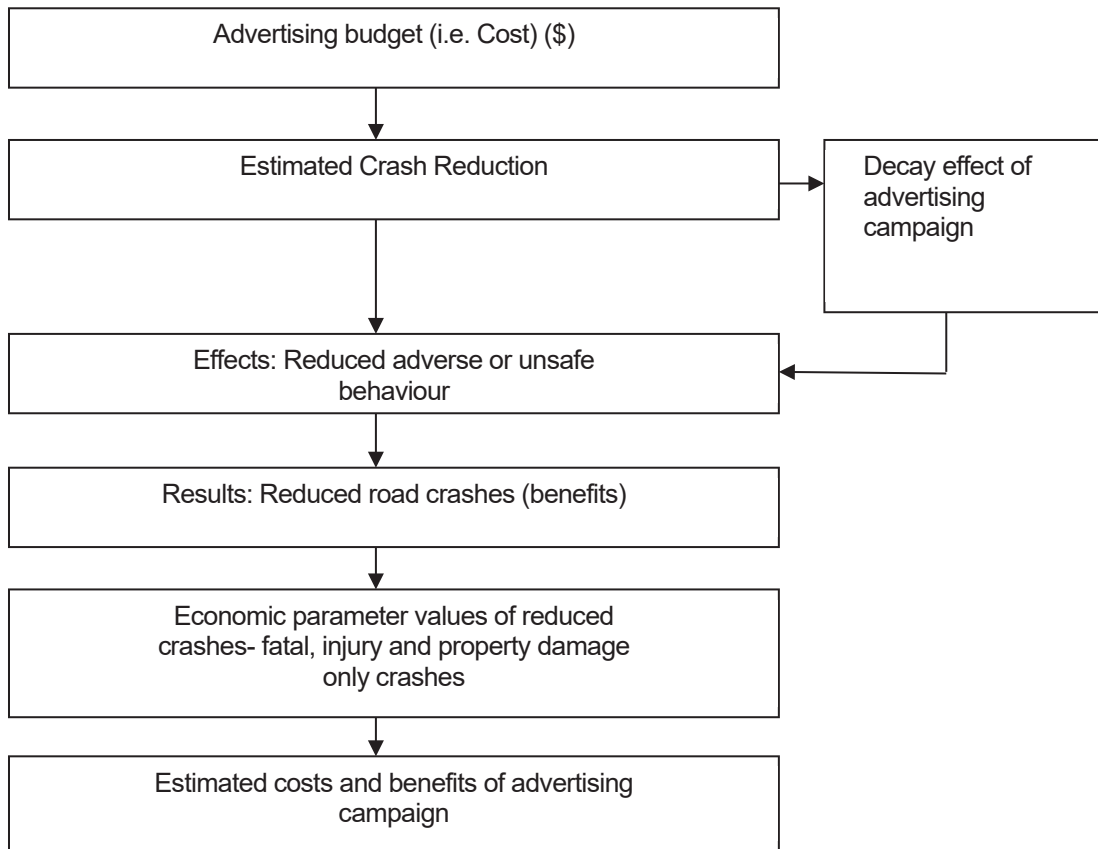 Advertising budget (i.e. Cost) ($)
Estimated Crash Reduction
Decay effect of
advertising
campaign
Effects: Reduced adverse or unsafe
behaviour
Results: Reduced road crashes (benefits)
Economic parameter values of reduced
crashes- fatal, injury and property damage
only crashes
Estimated costs and benefits of advertising
campaign